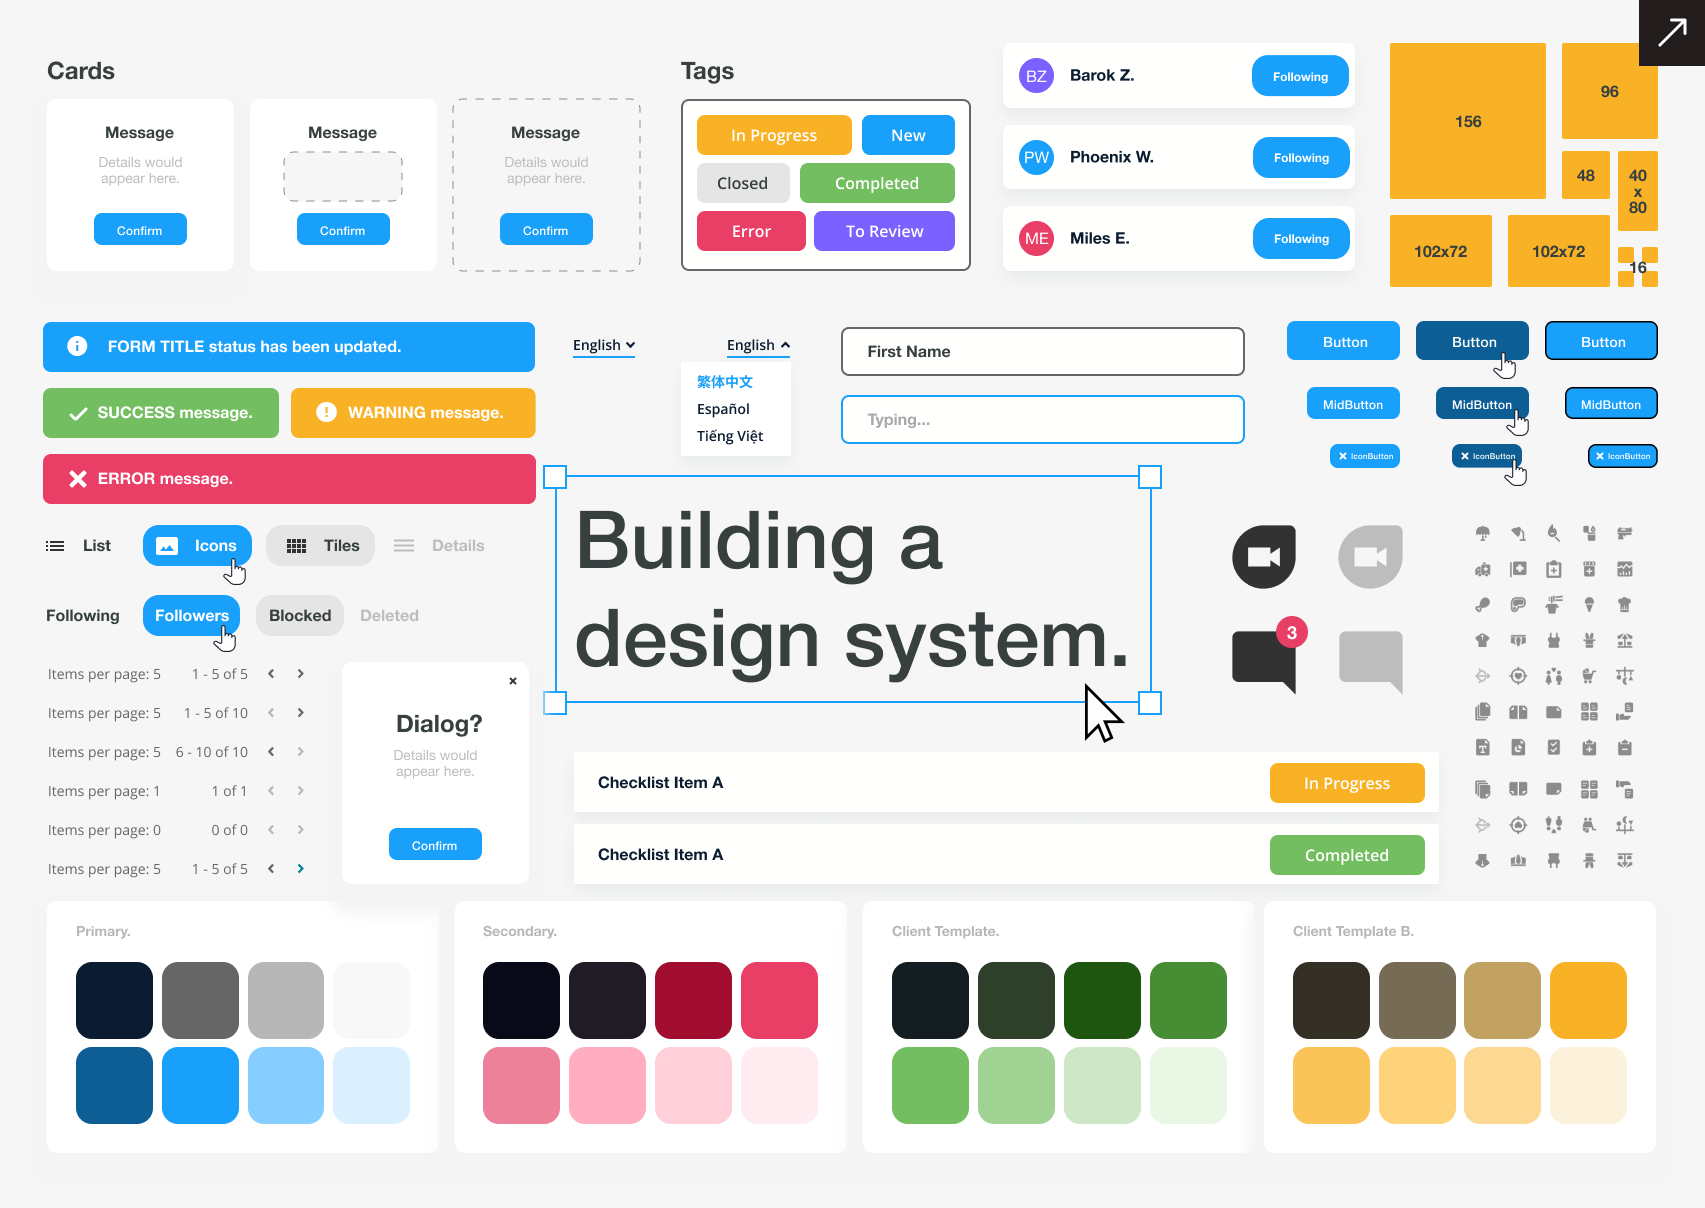 Cards
Message
Details would
appear here.
Confirm
Message
Confirm
Message
Details would
appear here.
Confirm
Tags
In Progress
New
Closed
Completed
Error
To Review
BZ
Barok Z.
Following
PW
Phoenix W.
Following
ME
Miles E.
Following
156
96
48
40
x
80
102x72
102x72
16
FORM TITLE status has been updated.
SUCCESS message.
WARNING message.
ERROR message.
English
English
繁体中文
Español
Tiếng Việt
First Name
Typing...
Button
Button
Button
MidButton
MidButton
MidButton
IconButton
IconButton
IconButton
List
Icons
Tiles
Details
Following
Followers
Blocked
Deleted
Items per page: 5 1 - 5 of 5
Items per page: 5 1 - 5 of 10
Items per page: 5 6 - 10 of 10
Items per page: 1 1 of 1
Items per page: 0 0 of 0
Items per page: 5 1 - 5 of 5
Dialog?
Details would
appear here.
Confirm
Building a
design system.
3
Checklist Item A
In Progress
Checklist Item A
Completed
Primary.
Secondary.
Client Template.
Client Template B.